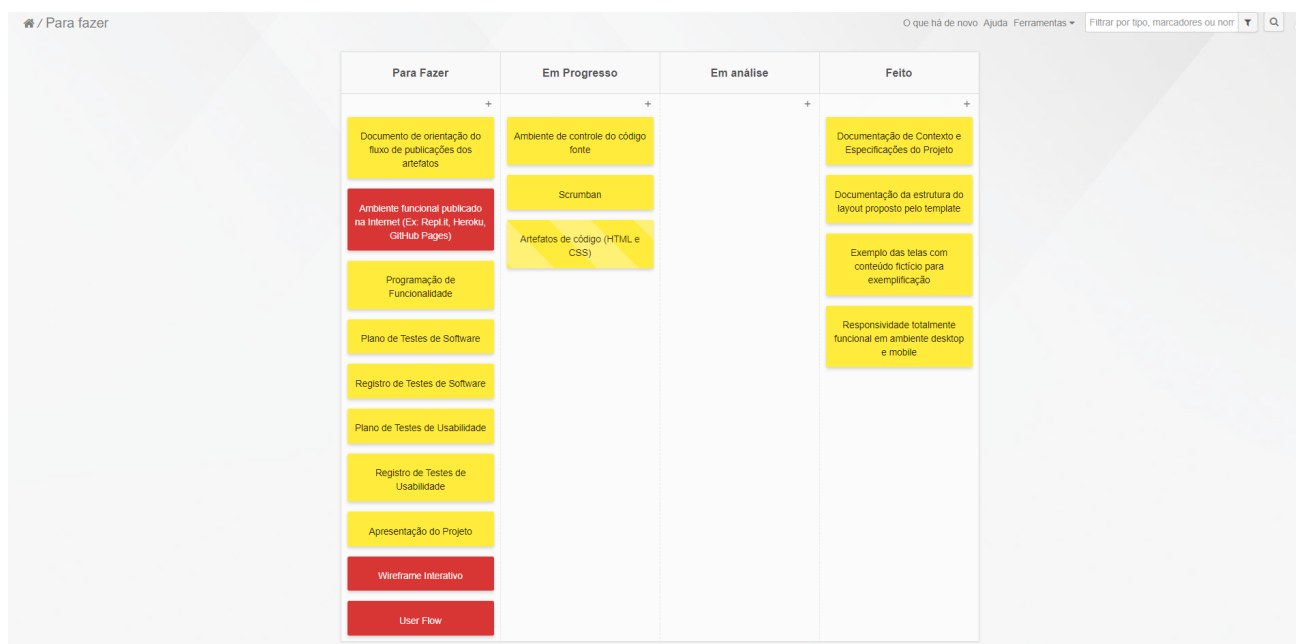 / Para fazer
O que há de novo Ajuda Ferramentas
Filtrar por tipo, marcadores ou nom
Para Fazer
Em Progresso
Em análise
Feito
+
+
+
+
Documento de orientação do
fluxo de publicações dos
artefatos
Ambiente funcional publicado
na Internet (Ex: Repl.it, Heroku,
GitHub Pages)
Programação de
Funcionalidade
Plano de Testes de Software
Registro de Testes de Software
Plano de Testes de Usabilidade
Registro de Testes de
Usabilidade
Apresentação do Projeto
Wireframe Interativo
User Flow
Ambiente de controle do código
fonte
Scrumban
Artefatos de código (HTML e
CSS)
Documentação de Contexto e
Especificações do Projeto
Documentação da estrutura do
layout proposto pelo template
Exemplo das telas com
conteúdo fictício para
exemplificação
Responsividade totalmente
funcional em ambiente desktop
e mobile